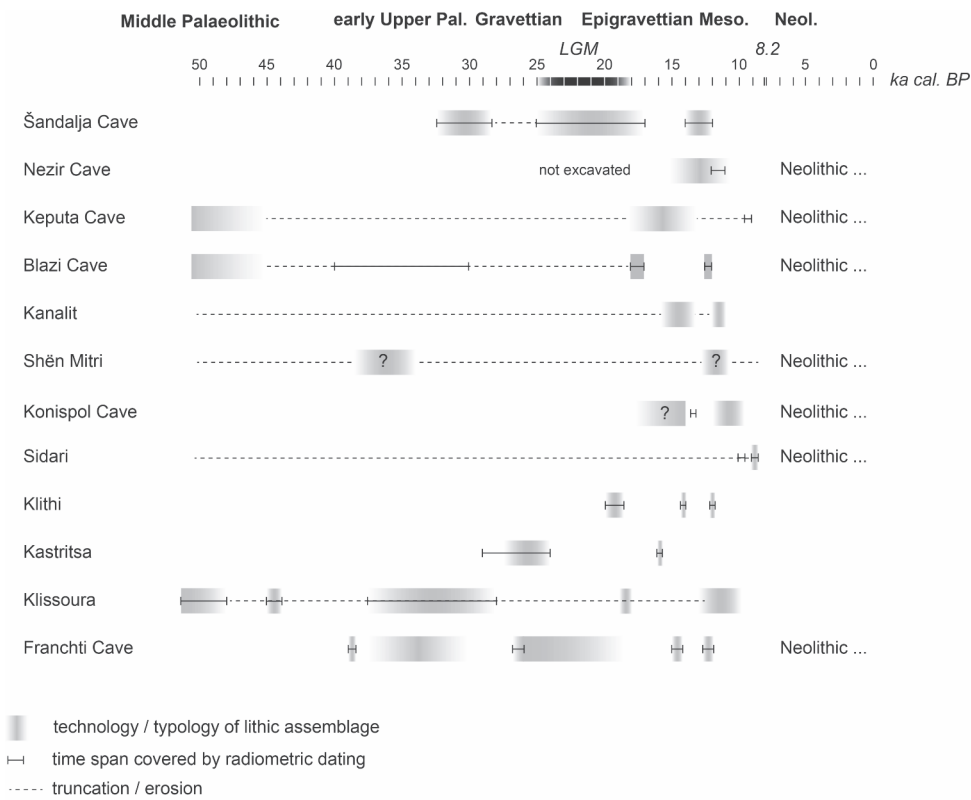 Middle Palaeolithic early Upper Pal. Gravettian Epigravettian Meso. Neol.
LGM 8.2
50 45 40 35 30 25 20 15 10 5 0 ka cal. BP
Šandalja Cave
Nezir Cave not excavated Neolithic ...
Keputa Cave Neolithic ...
Blazi Cave Neolithic ...
Kanalit
Shën Mitri ? ? Neolithic ...
Konispol Cave ? Neolithic ...
Sidari Neolithic ...
Klithi
Kastritsa
Klissoura
Franchti Cave Neolithic ...
technology / typology of lithic assemblage
time span covered by radiometric dating
truncation / erosion